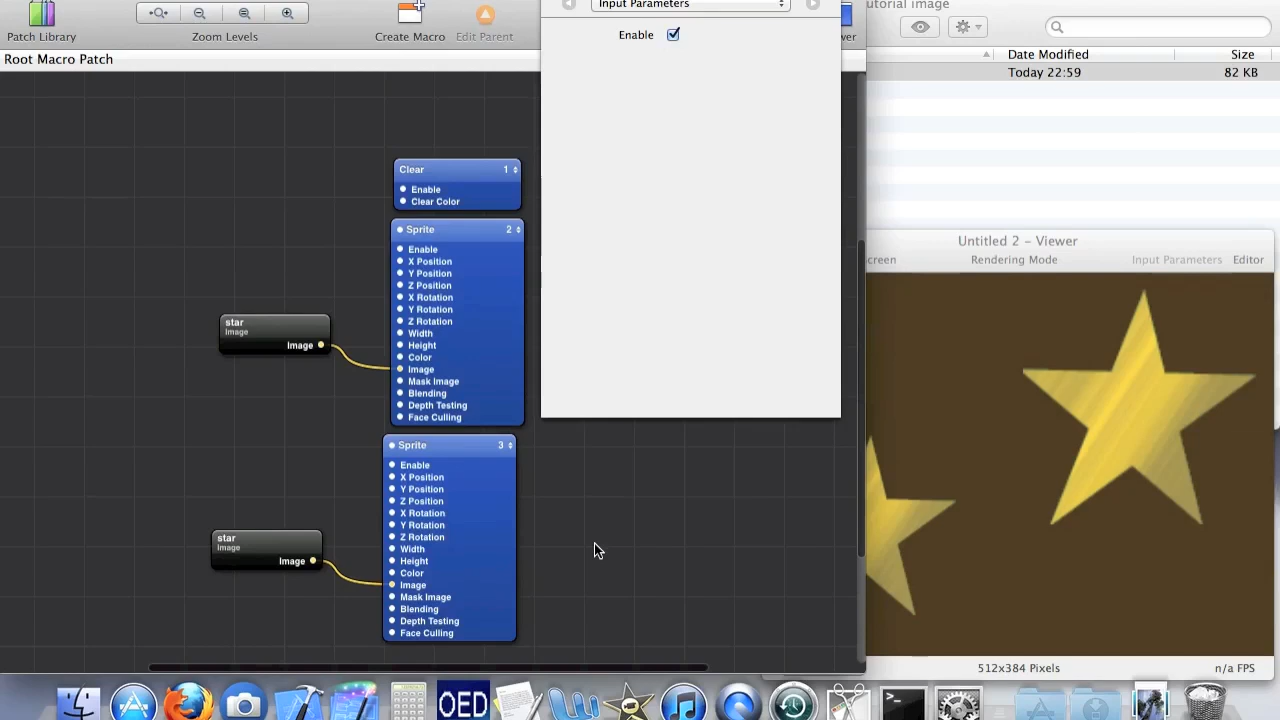 Input Parameters
Patch Library
Zoom Levels
Create Macro
Edit Parent
Enable
Root Macro Patch
Clear 1
Enable
Clear Color
Sprite 2
Enable
X Position
Y Position
Z Position
X Rotation
Y Rotation
Z Rotation
Width
Height
Color
Image
Mask Image
Blending
Depth Testing
Face Culling
star
Image
Image
Sprite 3
Enable
X Position
Y Position
Z Position
X Rotation
Y Rotation
Z Rotation
Width
Height
Color
Image
Mask Image
Blending
Depth Testing
Face Culling
star
Image
Image
utorial image
Date Modified Size
Today 22:59 82 KB
Untitled 2 – Viewer
creen Rendering Mode Input Parameters Editor
512x384 Pixels n/a FPS
OED